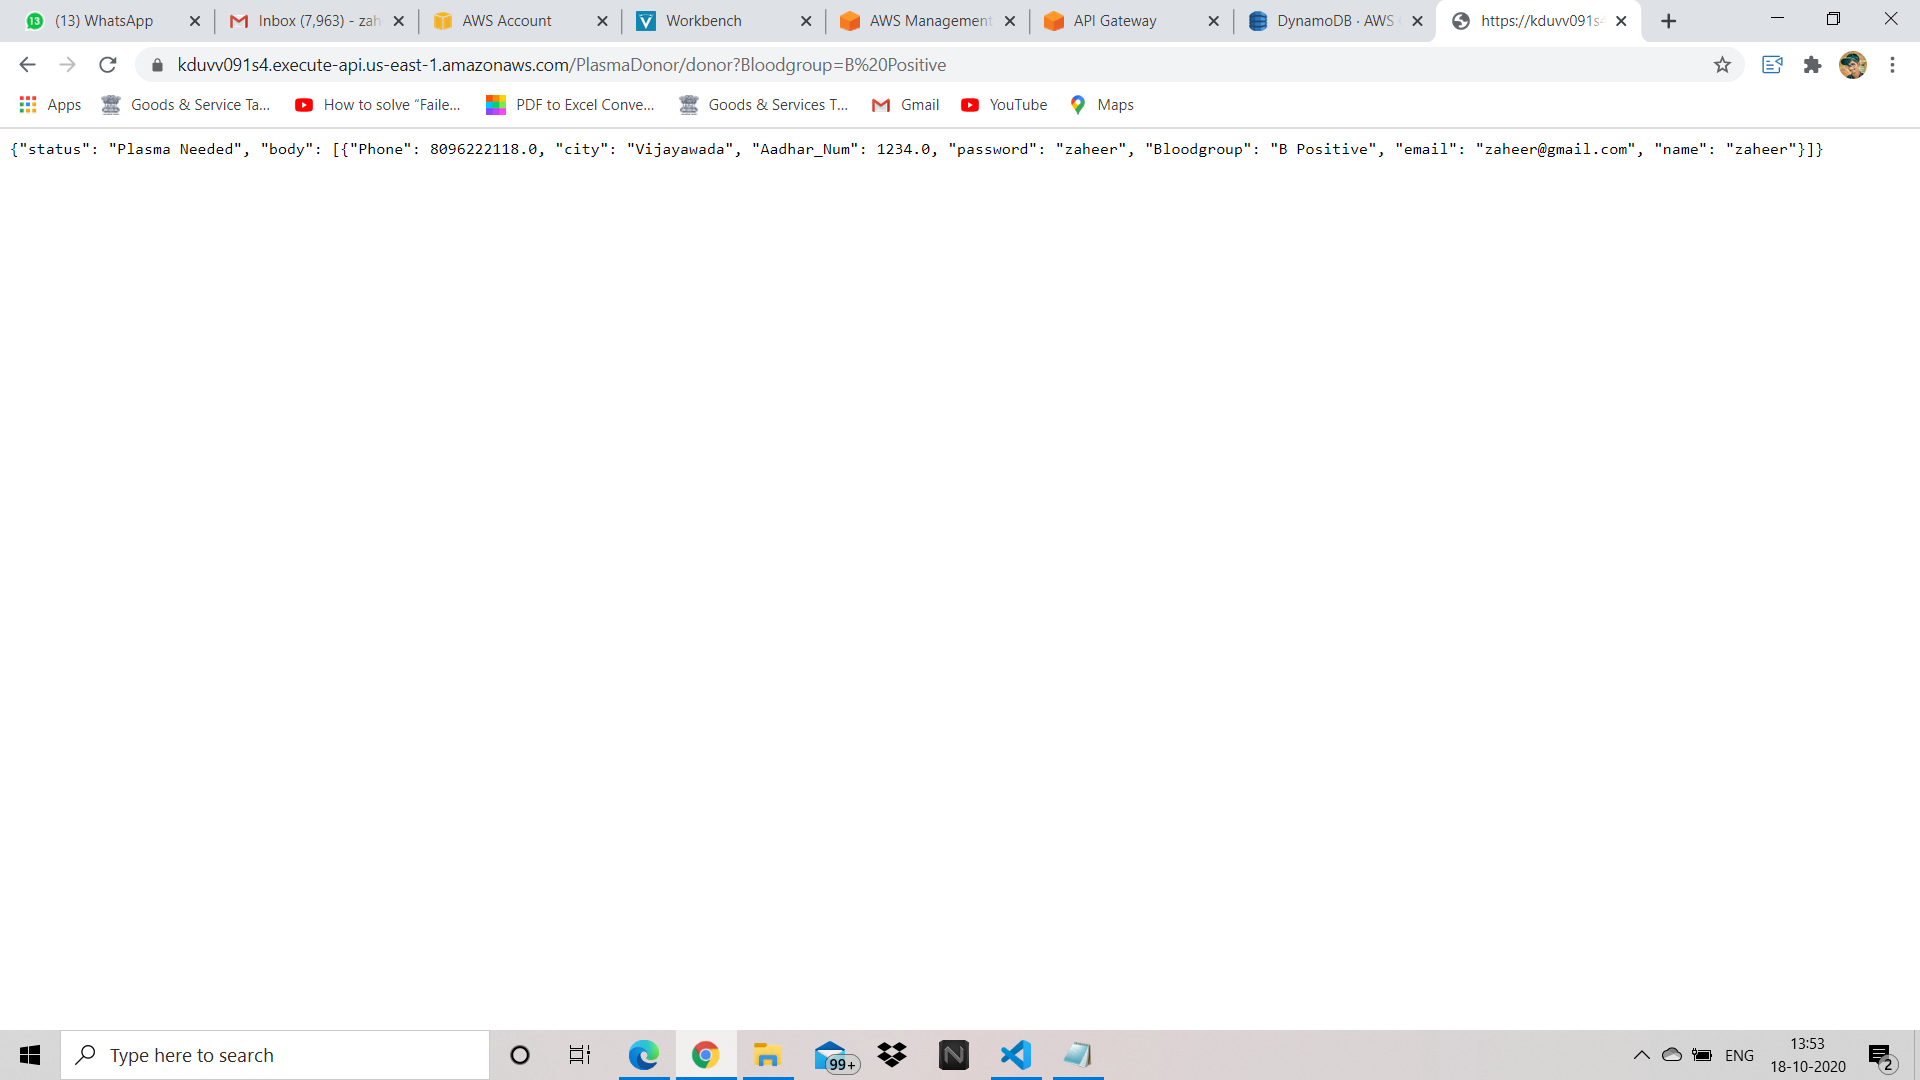 (13) WhatsApp
Inbox (7,963) - zah
AWS Account
Workbench
AWS Management
API Gateway
DynamoDB · AWS
https://kduvv091s4
kduvv091s4.execute-api.us-east-1.amazonaws.com/PlasmaDonor/donor?Bloodgroup=B%20Positive
Apps
Goods & Service Ta...
How to solve “Faile...
PDF to Excel Conve...
Goods & Services T...
Gmail
YouTube
Maps
{"status": "Plasma Needed", "body": [{"Phone": 8096222118.0, "city": "Vijayawada", "Aadhar_Num": 1234.0, "password": "zaheer", "Bloodgroup": "B Positive", "email": "zaheer@gmail.com", "name": "zaheer"}]}
Type here to search
99+
ENG
13:53
18-10-2020
2